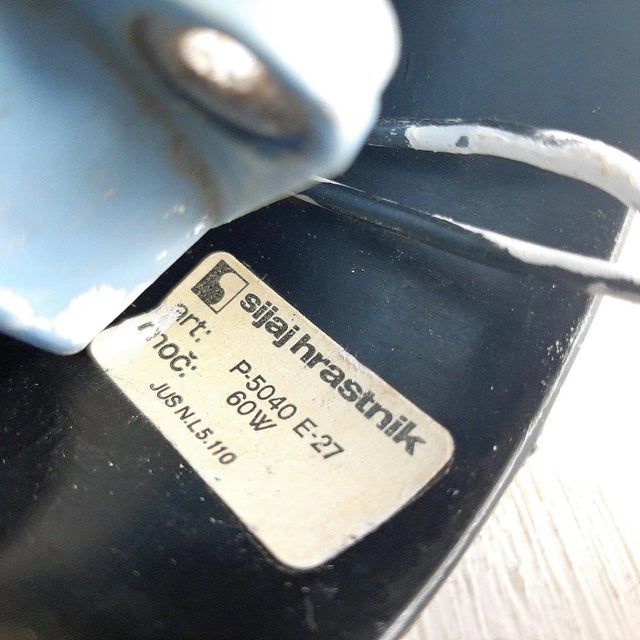 sijaj hrastnik
art: P-5040 E-27
moč: 60W
JUS N.L5.110